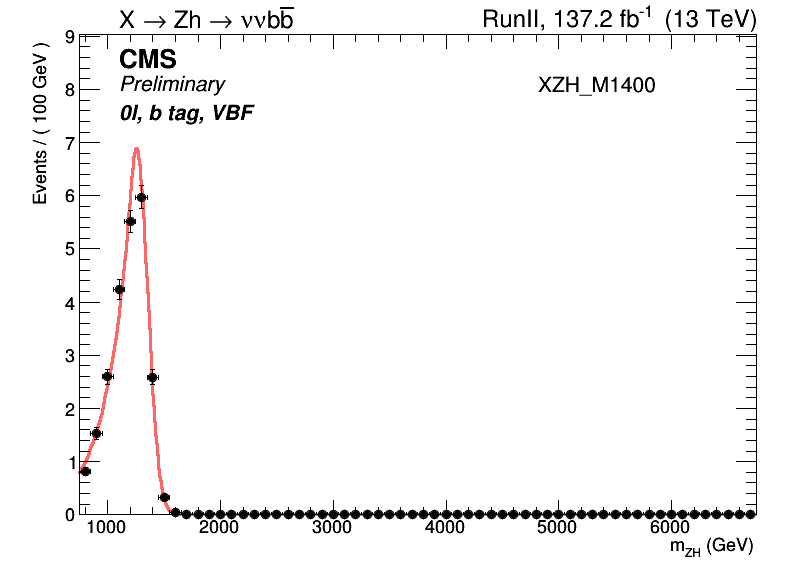 X → Zh → ννbb̅
RunII, 137.2 fb⁻¹ (13 TeV)
CMS
Preliminary
0l, b tag, VBF
XZH_M1400
Events / ( 100 GeV )
9
8
7
6
5
4
3
2
1
0
1000 2000 3000 4000 5000 6000
m_ZH (GeV)